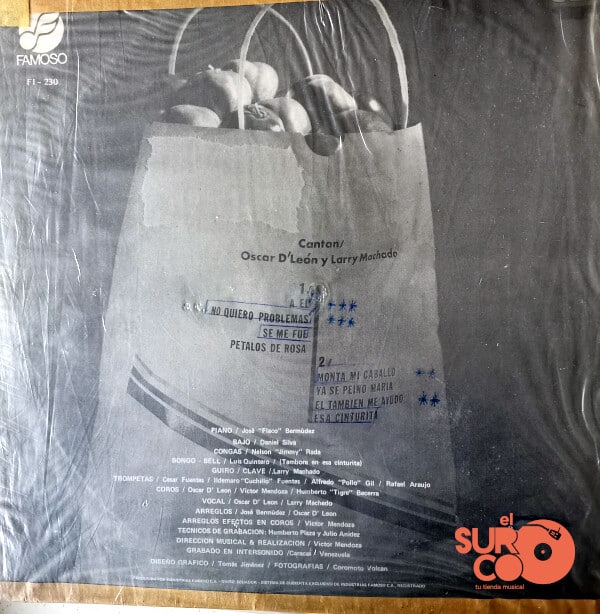 FAMOSO
FI - 230
Cantan/
Oscar D'León y Larry Machado
1/
A EL
NO QUIERO PROBLEMAS
SE ME FUE
PETALOS DE ROSA
2/
MONTA MI CABALLO
YA SE PEINO MARIA
EL TAMBIEN ME AYUDO
ESA CINTURITA
PIANO / José "Flaco" Bermúdez
BAJO / Daniel Silva
CONGAS / Nelson "Jimmy" Rada
BONGO - BELL / Luis Quintero / (Tambora en esa cinturita)
GUIRO / CLAVE / Larry Machado
TROMPETAS / Cesar Fuentes / Ildemaro "Cuchillo" Fuentes / Alfredo "Pollo" Gil / Rafael Araujo
COROS / Oscar D' Leon / Victor Mendoza / Humberto "Tigre" Becerra
VOCAL / Oscar D' Leon / Larry Machado
ARREGLOS / José Bermúdez / Oscar D' Leon
ARREGLOS EFECTOS EN COROS / Victor Mendoza
TECNICOS DE GRABACION: Humberto Plaza y Julio Anidez
DIRECCION MUSICAL & REALIZACION / Victor Mendoza
GRABADO EN INTERSONIDO / Caracas / Venezuela
DISEÑO GRAFICO / Tomás Jiménez / FOTOGRAFIAS / Coromoto Volcan
el
SURCO
tu tienda musical